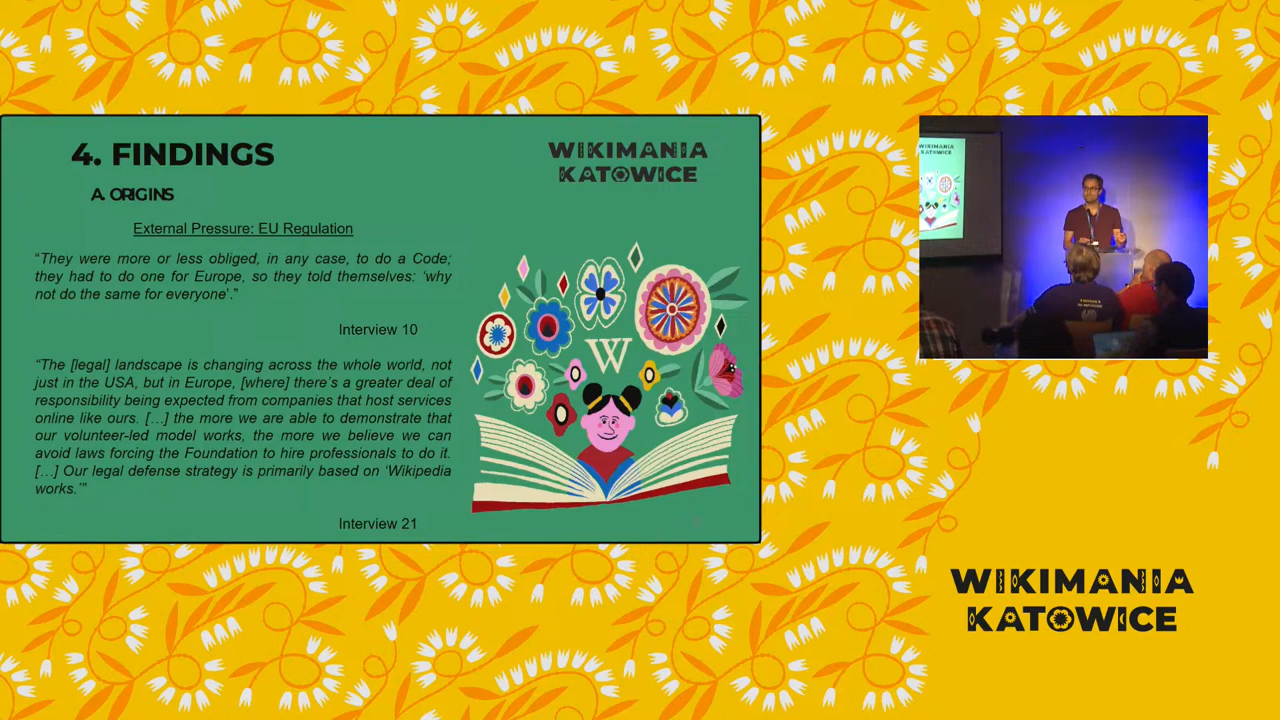 4. FINDINGS
WIKIMANIA
KATOWICE
A. ORIGINS
External Pressure: EU Regulation
“They were more or less obliged, in any case, to do a Code;
they had to do one for Europe, so they told themselves: ‘why
not do the same for everyone’.”
Interview 10
“The [legal] landscape is changing across the whole world, not
just in the USA, but in Europe, [where] there’s a greater deal of
responsibility being expected from companies that host services
online like ours. […] the more we are able to demonstrate that
our volunteer-led model works, the more we believe we can
avoid laws forcing the Foundation to hire professionals to do it.
[…] Our legal defense strategy is primarily based on ‘Wikipedia
works.’”
Interview 21
W
WIKIMANIA
KATOWICE
WIKIMANIA
KATOWICE